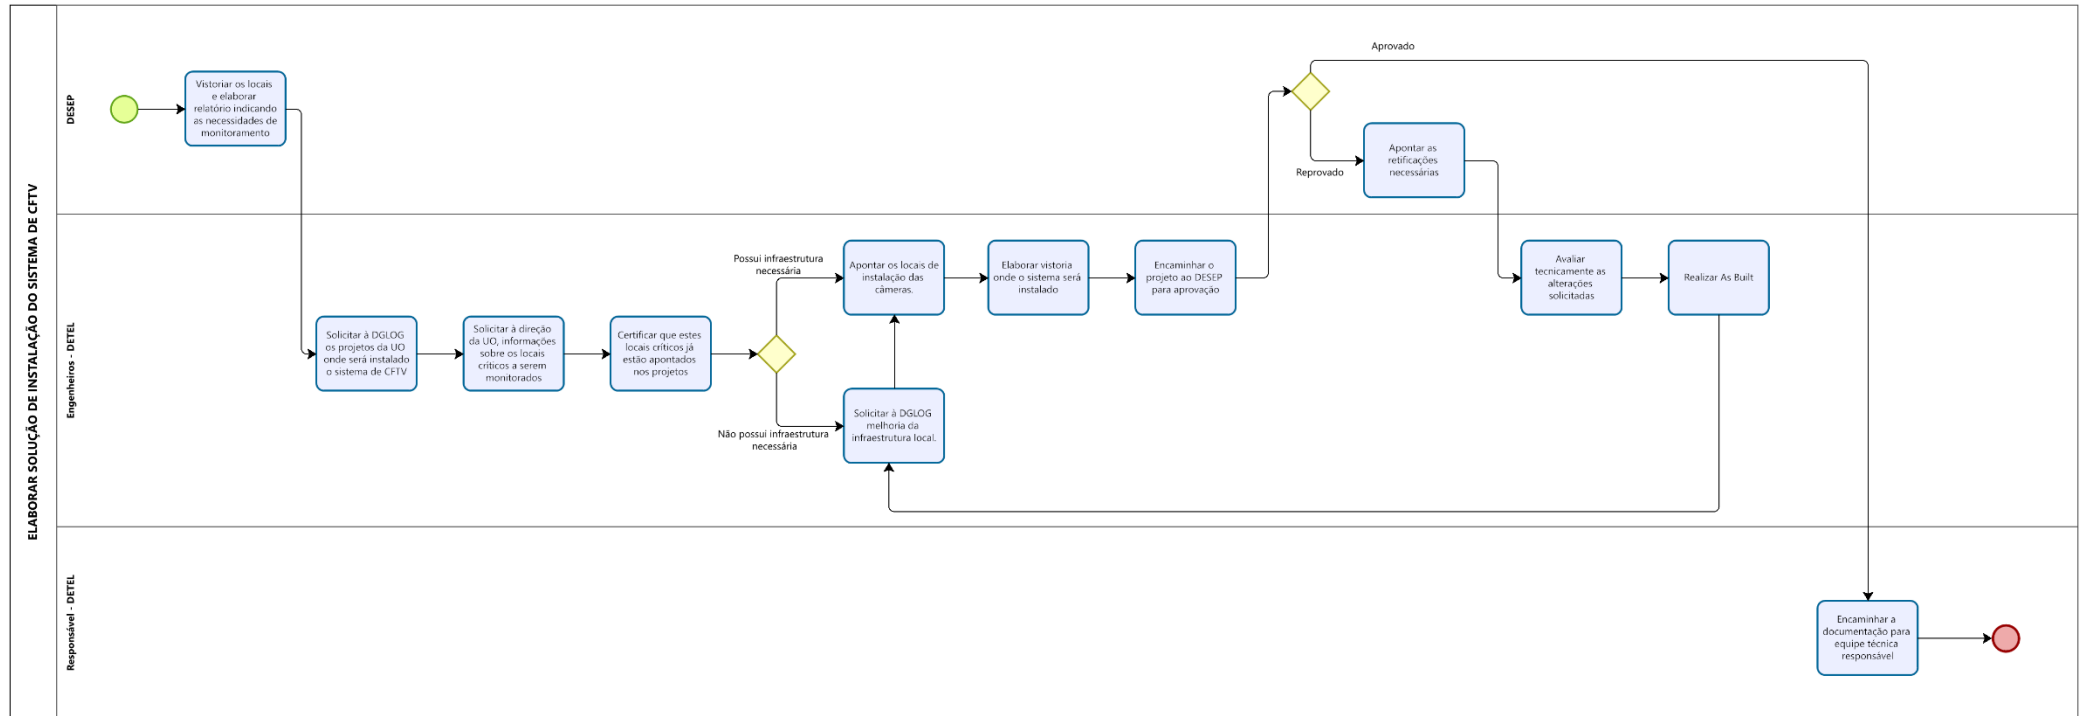 ELABORAR SOLUÇÃO DE INSTALAÇÃO DO SISTEMA DE CFTV
DESEP
Vistoriar os locais
e elaborar
relatório indicando
as necessidades de
monitoramento
Aprovado
Reprovado
Apontar as
retificações
necessárias
Engenheiros - DETEL
Solicitar à DGLOG
os projetos da UO
onde será instalado
o sistema de CFTV
Solicitar à direção
da UO, informações
sobre os locais
críticos a serem
monitorados
Certificar que estes
locais críticos já
estão apontados
nos projetos
Possui infraestrutura
necessária
Não possui infraestrutura
necessária
Apontar os locais de
instalação das
câmeras.
Solicitar à DGLOG
melhoria da
infraestrutura local.
Elaborar vistoria
onde o sistema será
instalado
Encaminhar o
projeto ao DESEP
para aprovação
Avaliar
tecnicamente as
alterações
solicitadas
Realizar As Built
Responsável - DETEL
Encaminhar a
documentação para
equipe técnica
responsável